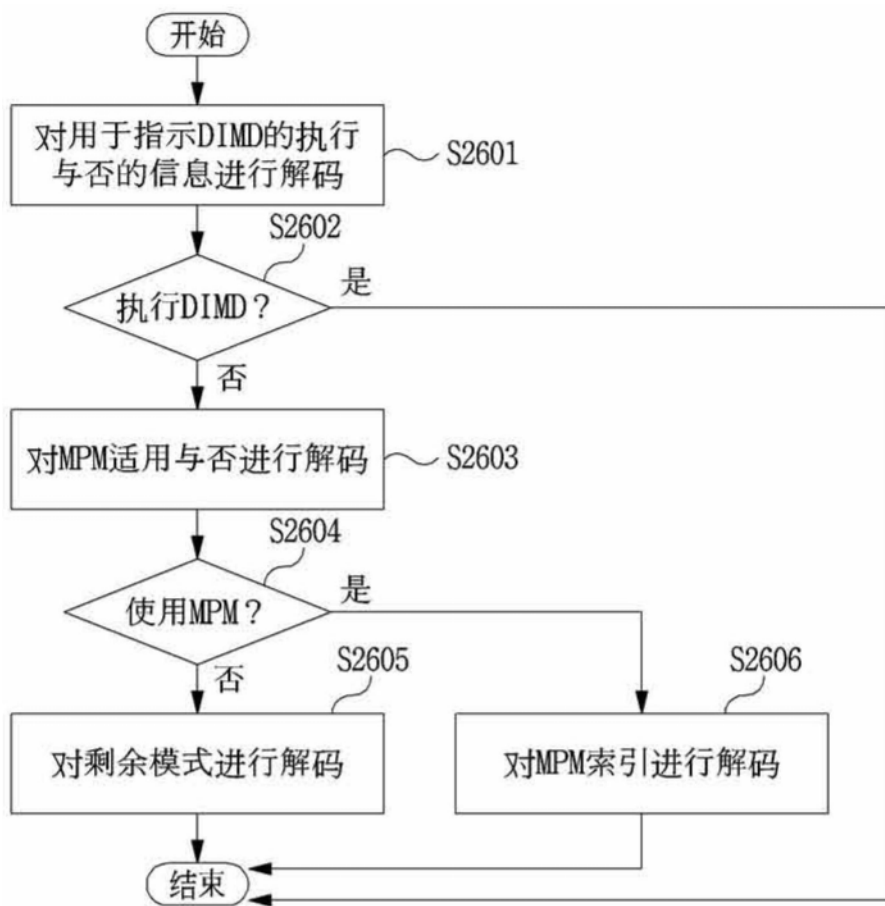 开始
对用于指示DIMD的执行
与否的信息进行解码
S2601
S2602
执行DIMD？
是
否
对MPM适用与否进行解码
S2603
S2604
使用MPM？
是
否
S2605
S2606
对剩余模式进行解码
对MPM索引进行解码
结束